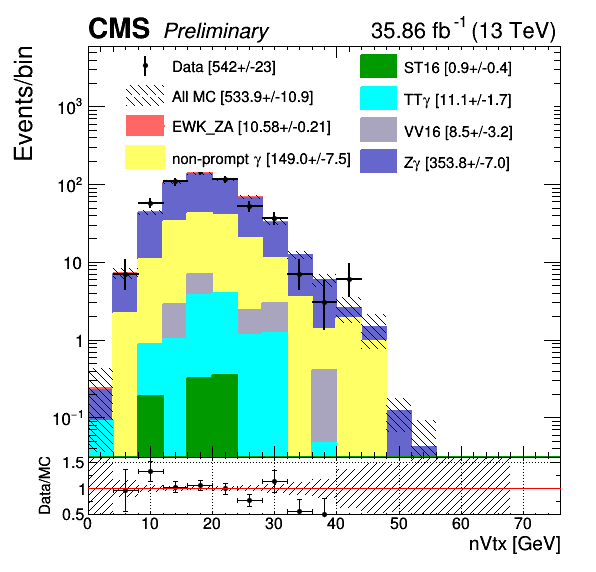 CMS Preliminary 35.86 fb⁻¹ (13 TeV)
Events/bin
Data [542+/-23]
All MC [533.9+/-10.9]
EWK_ZA [10.58+/-0.21]
non-prompt γ [149.0+/-7.5]
ST16 [0.9+/-0.4]
TTγ [11.1+/-1.7]
VV16 [8.5+/-3.2]
Zγ [353.8+/-7.0]
10³
10²
10
1
10⁻¹
Data/MC
1.5
1
0.5
0 10 20 30 40 50 60 70
nVtx [GeV]